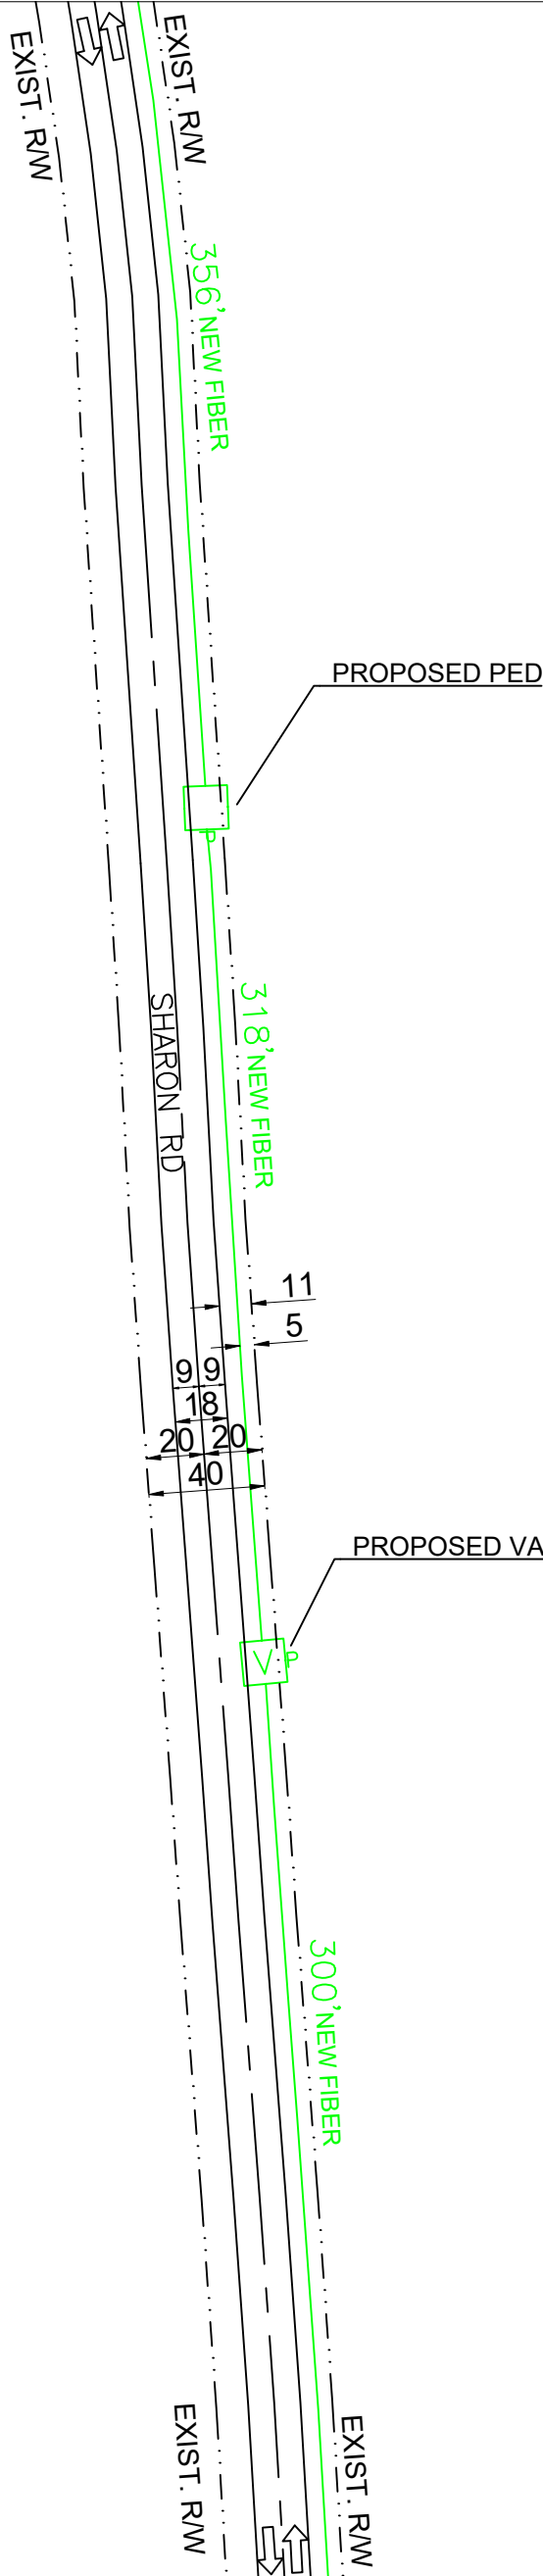 EXIST. R/W
EXIST. R/W
356' NEW FIBER
PROPOSED PED
P
318' NEW FIBER
SHARON RD
11
5
9 9
18
20 20
40
PROPOSED VA
V P
300' NEW FIBER
EXIST. R/W
EXIST. R/W